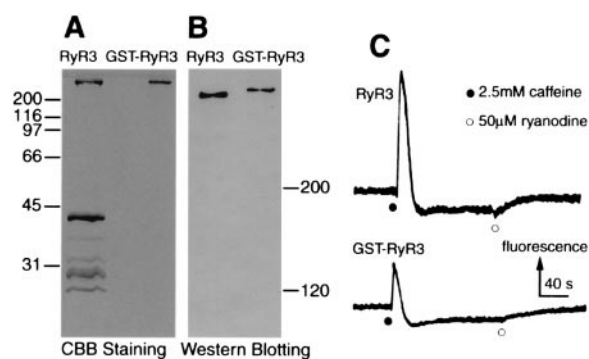 A
RyR3 GST-RyR3
200
116
97
66
45
31
CBB Staining
B
RyR3 GST-RyR3
200
120
Western Blotting
C
RyR3
● 2.5mM caffeine
○ 50μM ryanodine
GST-RyR3
fluorescence
40 s